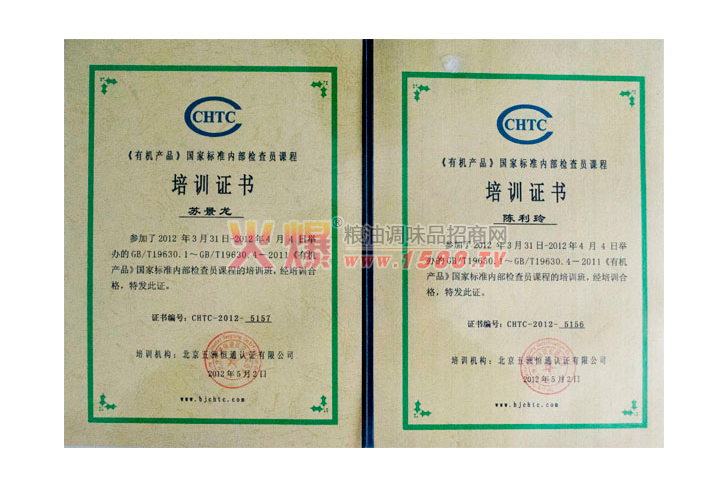 CHTC
《有机产品》国家标准内部检查员课程
培训证书
苏景龙
参加了2012 年3月31日-2012年4 月 4 日举
办的GB/T19630.1～GB/T19630.4-2011《有机
产品》国家标准内部检查员课程的培训班，经培训合
格，特发此证。
证书编号：CHTC-2012- 5157
培训机构：北京五洲恒通认证有限公司
2012年5月2日
www.bjchtc.com
CHTC
《有机产品》国家标准内部检查员课程
培训证书
陈利玲
参加了2012 年3月31日-2012年4 月 4 日举
办的GB/T19630.1～GB/T19630.4-2011《有机
产品》国家标准内部检查员课程的培训班，经培训合
格，特发此证。
证书编号：CHTC-2012- 5156
培训机构：北京五洲恒通认证有限公司
2012年5月2日
www.bjchtc.com
火爆®粮油调味品招商网
www.1588.TV